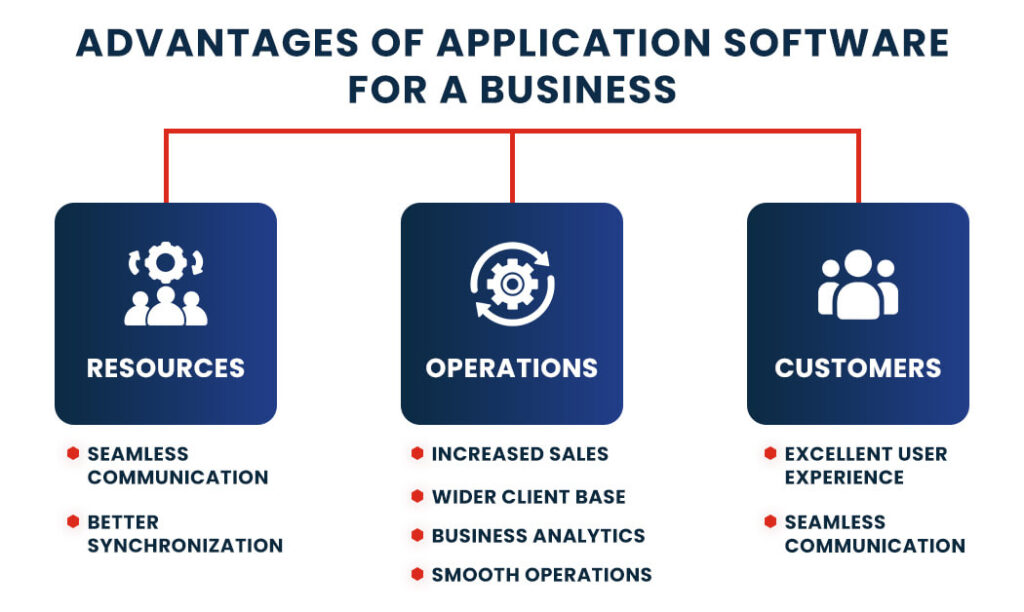 ADVANTAGES OF APPLICATION SOFTWARE
FOR A BUSINESS
RESOURCES
SEAMLESS
COMMUNICATION
BETTER
SYNCHRONIZATION
OPERATIONS
INCREASED SALES
WIDER CLIENT BASE
BUSINESS ANALYTICS
SMOOTH OPERATIONS
CUSTOMERS
EXCELLENT USER
EXPERIENCE
SEAMLESS
COMMUNICATION